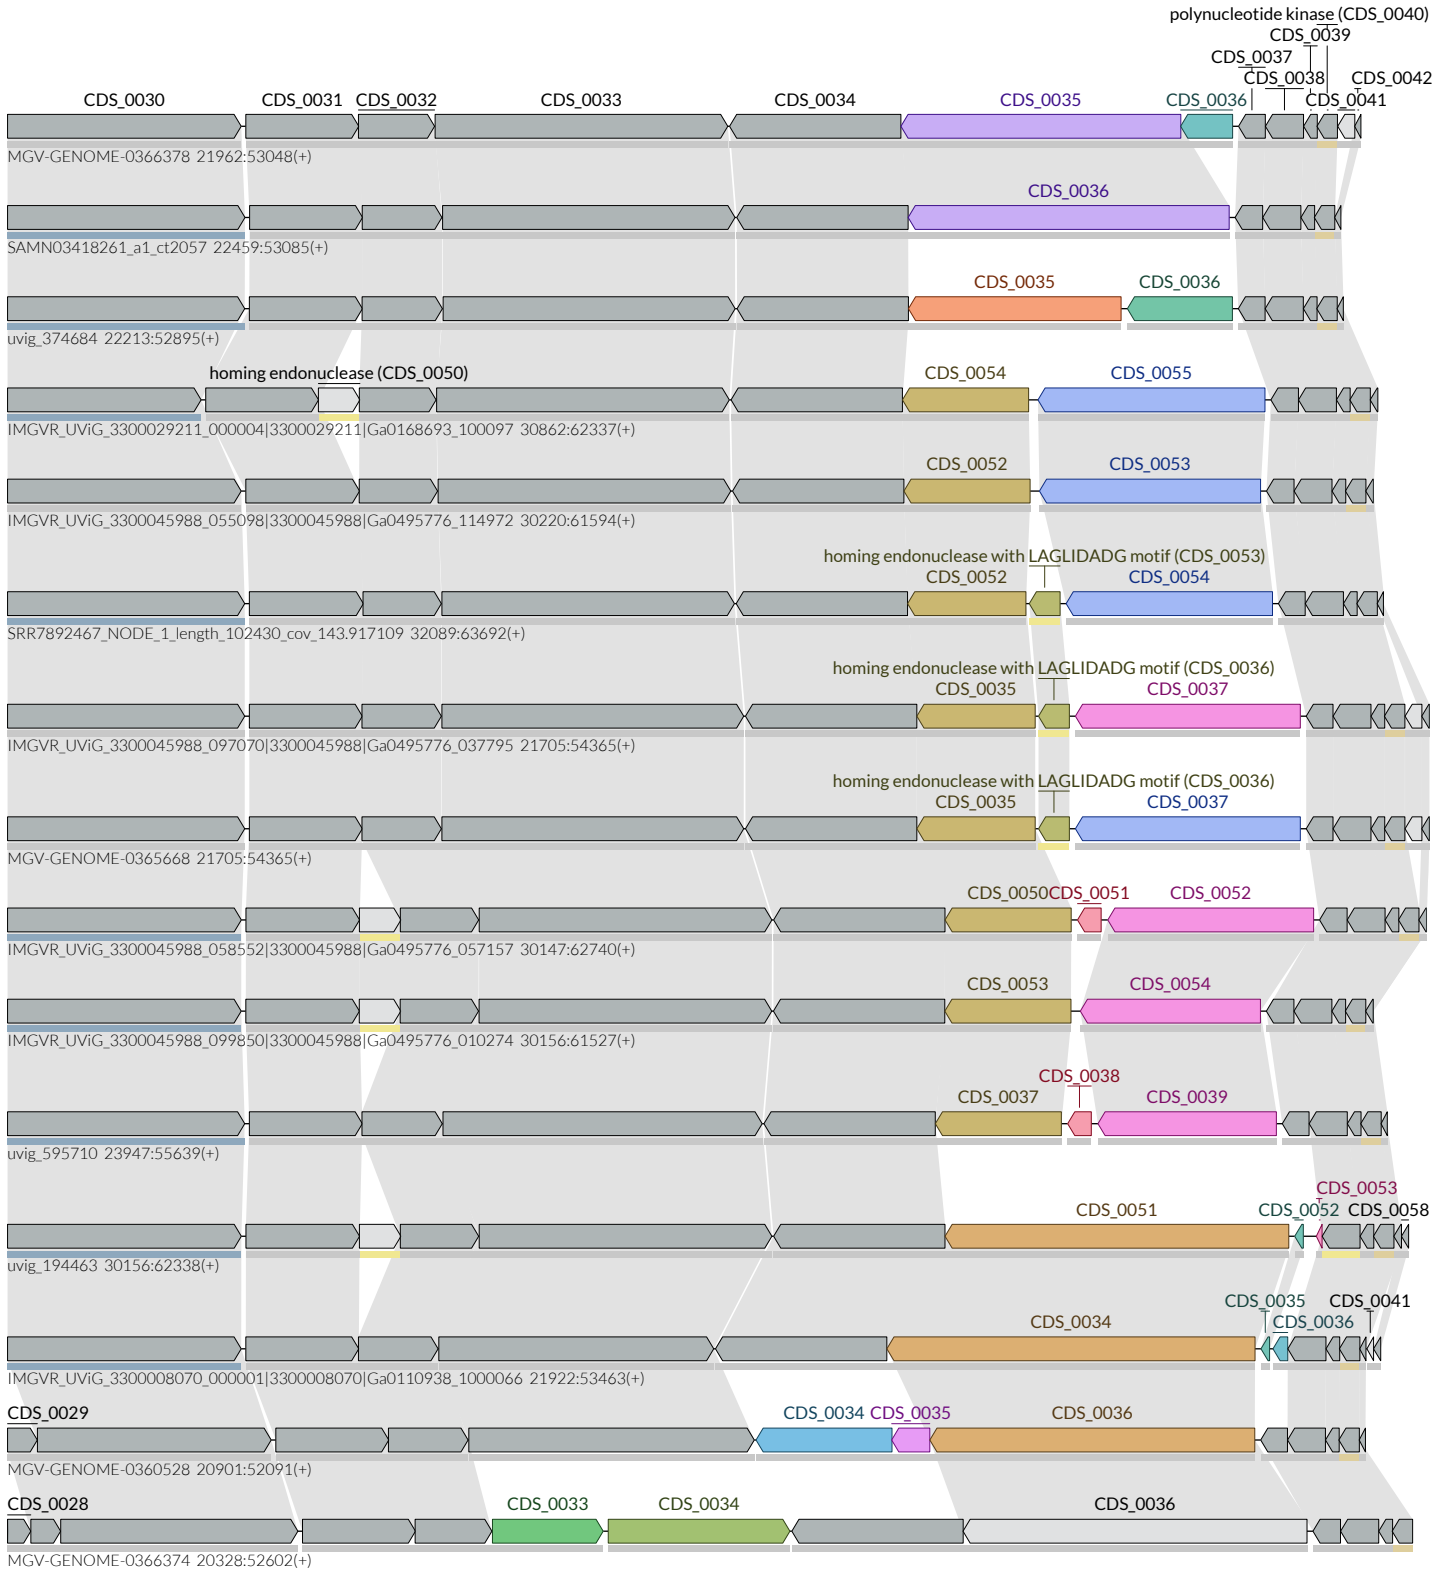 polynucleotide kinase (CDS_0040)
CDS_0039
CDS_0037
CDS_0038 CDS_0042
CDS_0030 CDS_0031 CDS_0032 CDS_0033 CDS_0034 CDS_0035 CDS_0036 CDS_0041
MGV-GENOME-0366378 21962:53048(+)
CDS_0036
SAMN03418261_a1_ct2057 22459:53085(+)
CDS_0035 CDS_0036
uvig_374684 22213:52895(+)
homing endonuclease (CDS_0050) CDS_0054 CDS_0055
IMGVR_UViG_3300029211_000004|3300029211|Ga0168693_100097 30862:62337(+)
CDS_0052 CDS_0053
IMGVR_UViG_3300045988_055098|3300045988|Ga0495776_114972 30220:61594(+)
homing endonuclease with LAGLIDADG motif (CDS_0053)
CDS_0052 CDS_0054
SRR7892467_NODE_1_length_102430_cov_143.917109 32089:63692(+)
homing endonuclease with LAGLIDADG motif (CDS_0036)
CDS_0035 CDS_0037
IMGVR_UViG_3300045988_097070|3300045988|Ga0495776_037795 21705:54365(+)
homing endonuclease with LAGLIDADG motif (CDS_0036)
CDS_0035 CDS_0037
MGV-GENOME-0365668 21705:54365(+)
CDS_0050 CDS_0051 CDS_0052
IMGVR_UViG_3300045988_058552|3300045988|Ga0495776_057157 30147:62740(+)
CDS_0053 CDS_0054
IMGVR_UViG_3300045988_099850|3300045988|Ga0495776_010274 30156:61527(+)
CDS_0038
CDS_0037 CDS_0039
uvig_595710 23947:55639(+)
CDS_0053
CDS_0051 CDS_0052 CDS_0058
uvig_194463 30156:62338(+)
CDS_0035 CDS_0041
CDS_0034 CDS_0036
IMGVR_UViG_3300008070_000001|3300008070|Ga0110938_1000066 21922:53463(+)
CDS_0029 CDS_0034 CDS_0035 CDS_0036
MGV-GENOME-0360528 20901:52091(+)
CDS_0028 CDS_0033 CDS_0034 CDS_0036
MGV-GENOME-0366374 20328:52602(+)